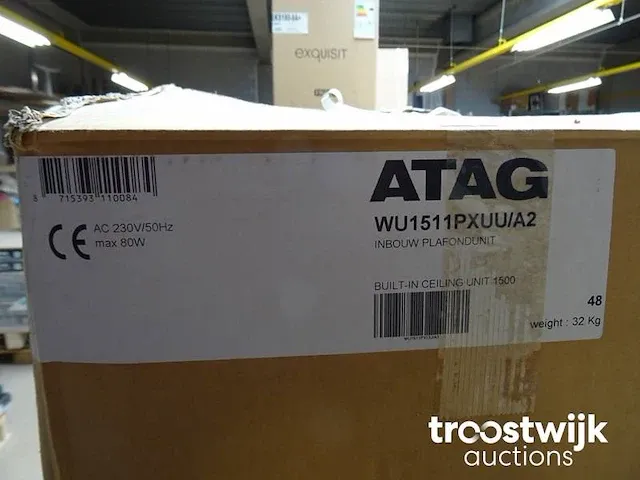 exquisit
8 715393 110084
AC 230V/50Hz
max 80W
CE
ATAG
WU1511PXUU/A2
INBOUW PLAFONDUNIT
BUILT-IN CEILING UNIT 1500
48
weight : 32 Kg
troostwijk
auctions